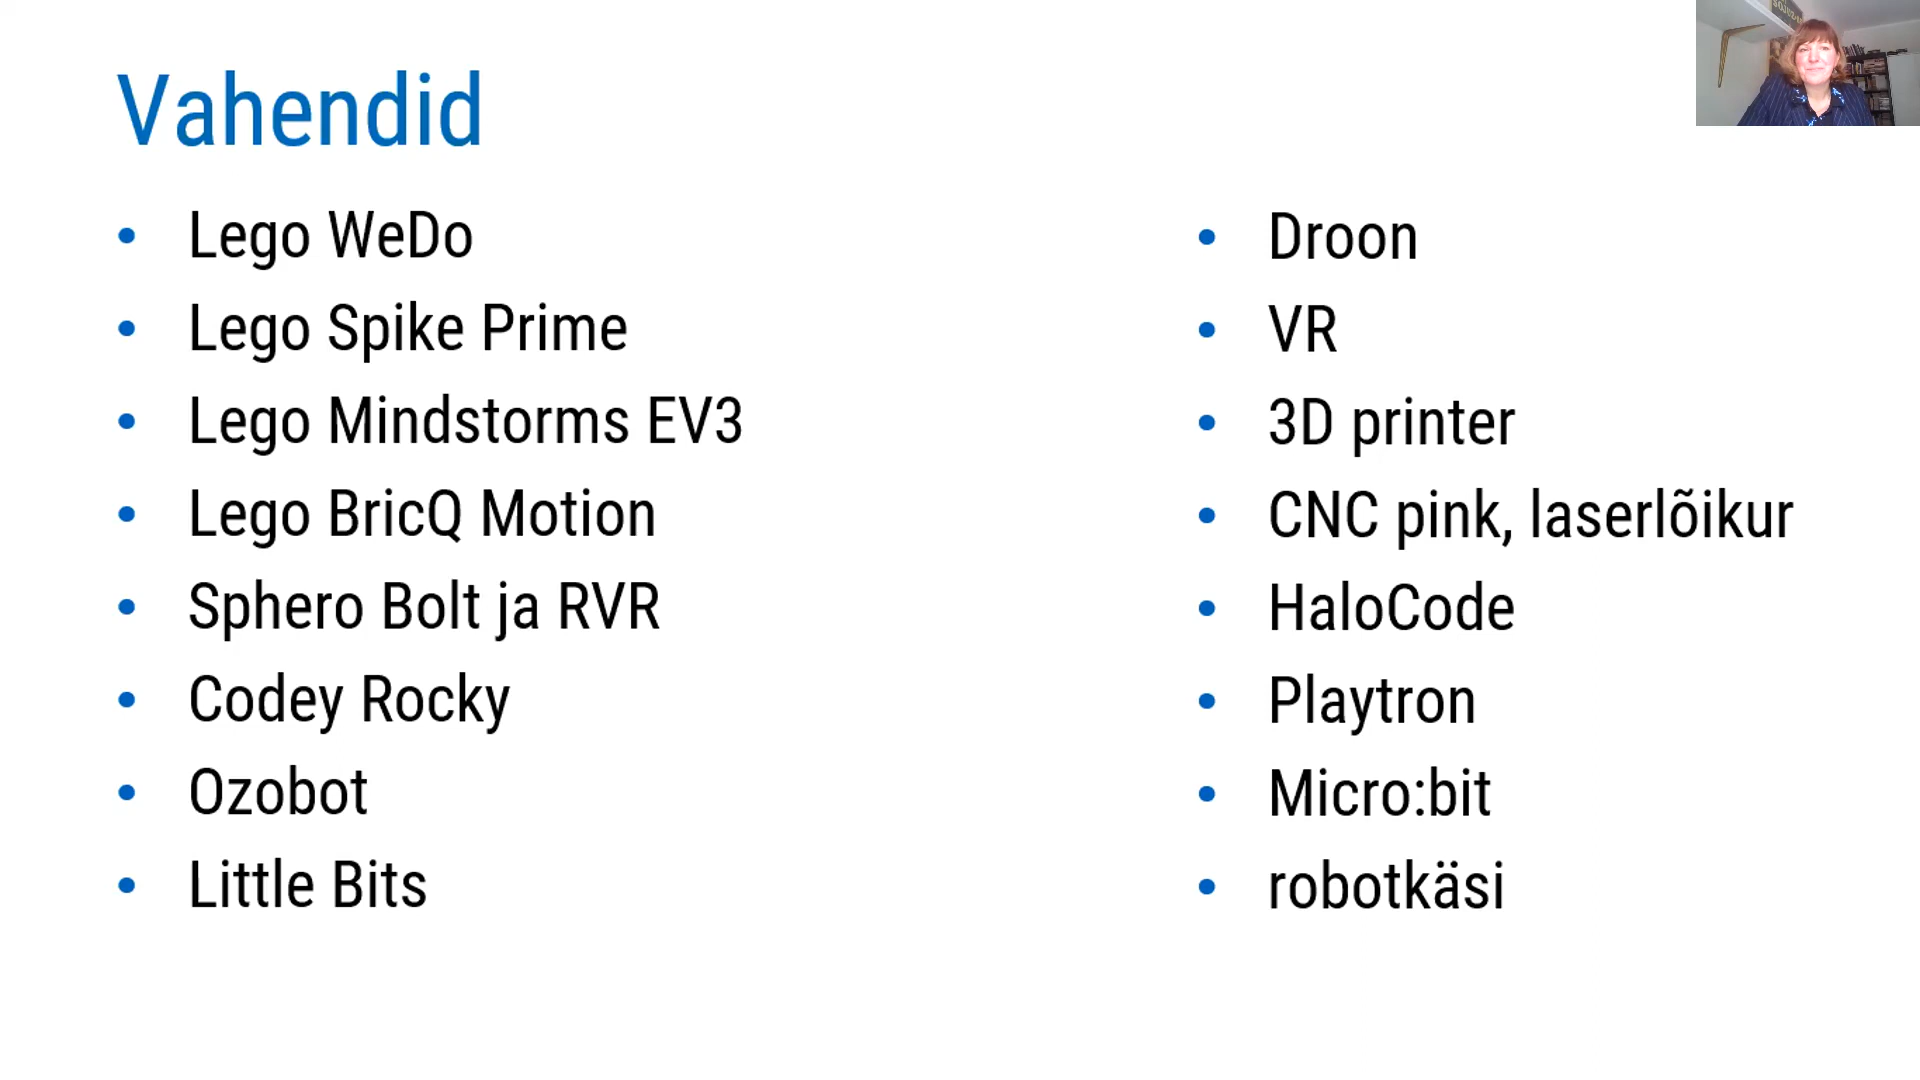 Vahendid
Lego WeDo
Lego Spike Prime
Lego Mindstorms EV3
Lego BricQ Motion
Sphero Bolt ja RVR
Codey Rocky
Ozobot
Little Bits
Droon
VR
3D printer
CNC pink, laserlõikur
HaloCode
Playtron
Micro:bit
robotkäsi